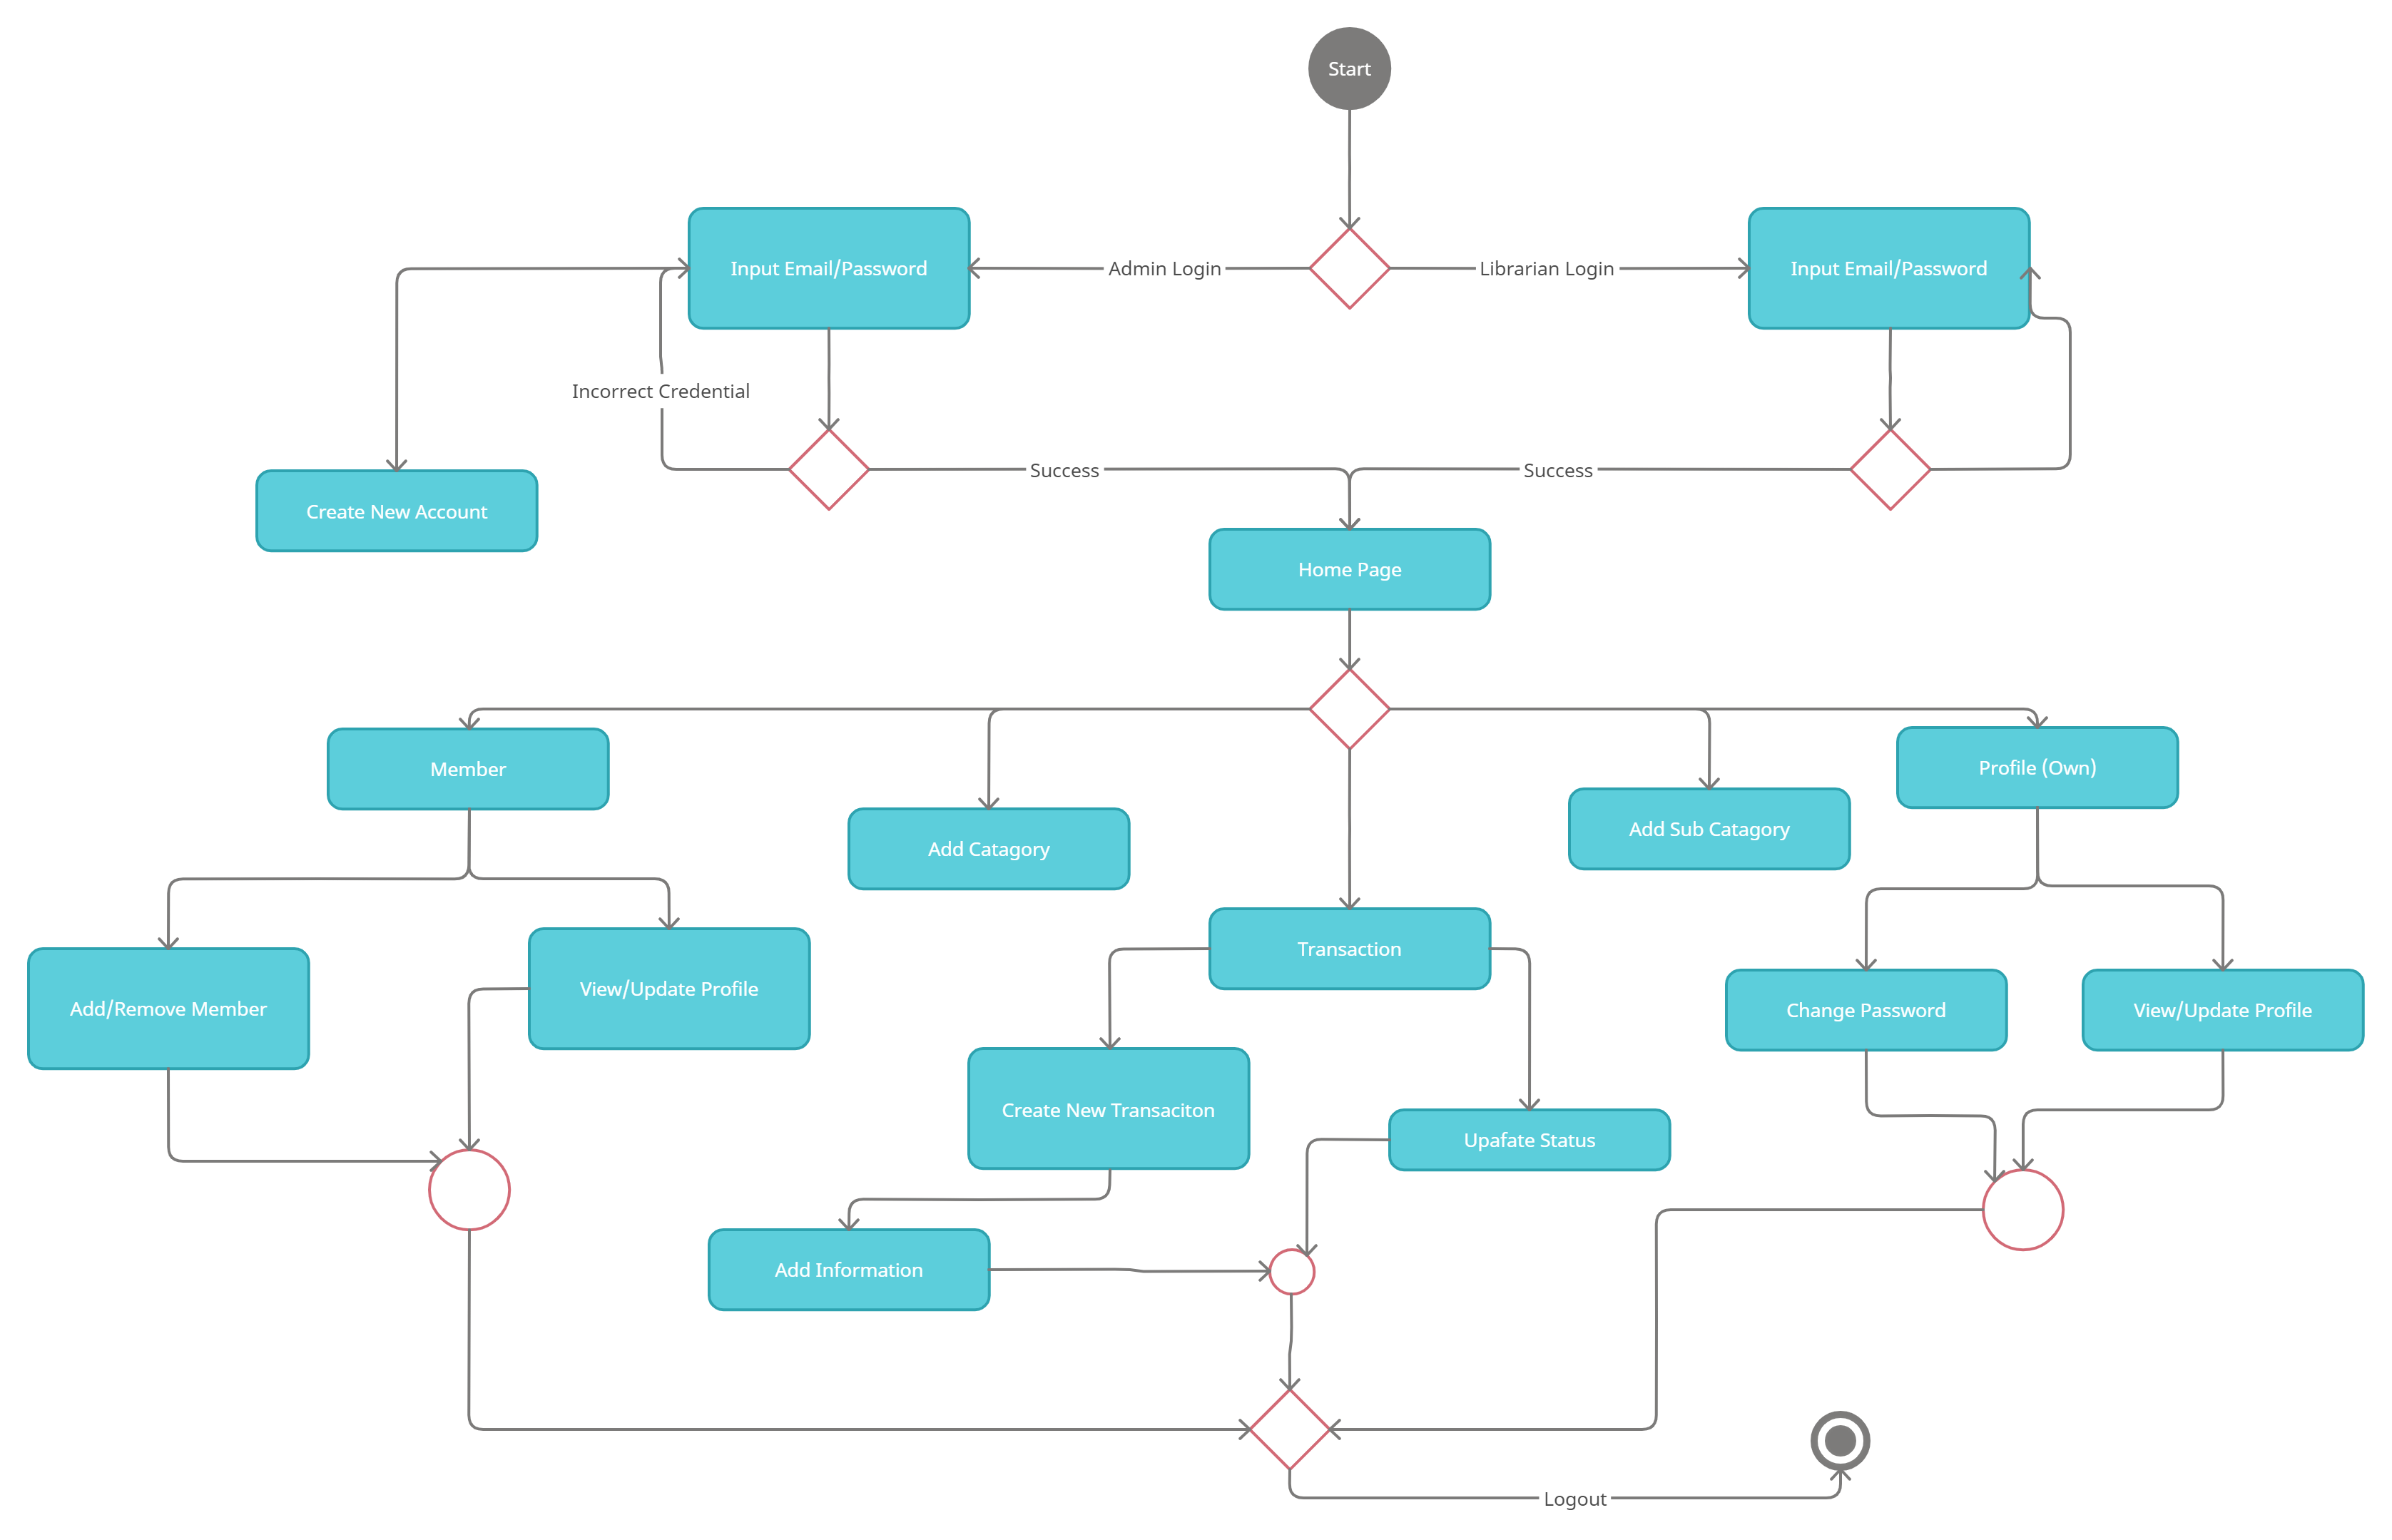 Start
Input Email/Password
Admin Login
Librarian Login
Input Email/Password
Incorrect Credential
Success
Success
Create New Account
Home Page
Member
Profile (Own)
Add Catagory
Add Sub Catagory
Transaction
Add/Remove Member
View/Update Profile
Change Password
View/Update Profile
Create New Transaciton
Upafate Status
Add Information
Logout